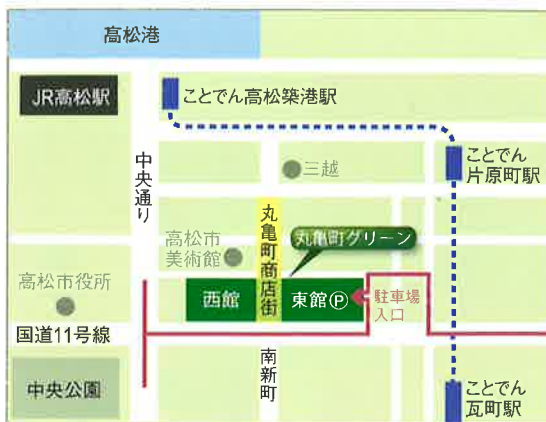 高松港
JR高松駅
ことでん高松築港駅
中央通り
三越
ことでん
片原町駅
丸亀町商店街
丸亀町グリーン
高松市
美術館
高松市役所
西館
東館Ⓟ
駐車場
入口
国道11号線
中央公園
南新町
ことでん
瓦町駅